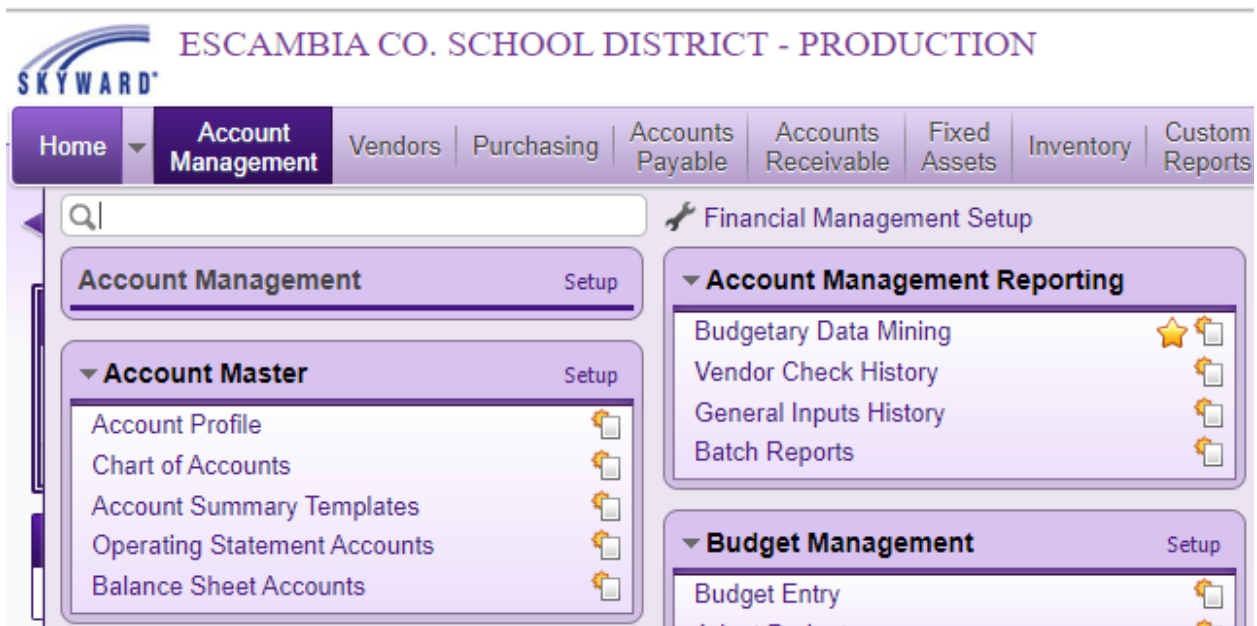 ESCAMBIA CO. SCHOOL DISTRICT - PRODUCTION
SKYWARD®
Home
Account
Management
Vendors
Purchasing
Accounts
Payable
Accounts
Receivable
Fixed
Assets
Inventory
Custom
Reports
Financial Management Setup
Account Management Setup
Account Master Setup
Account Profile
Chart of Accounts
Account Summary Templates
Operating Statement Accounts
Balance Sheet Accounts
Account Management Reporting
Budgetary Data Mining
Vendor Check History
General Inputs History
Batch Reports
Budget Management Setup
Budget Entry